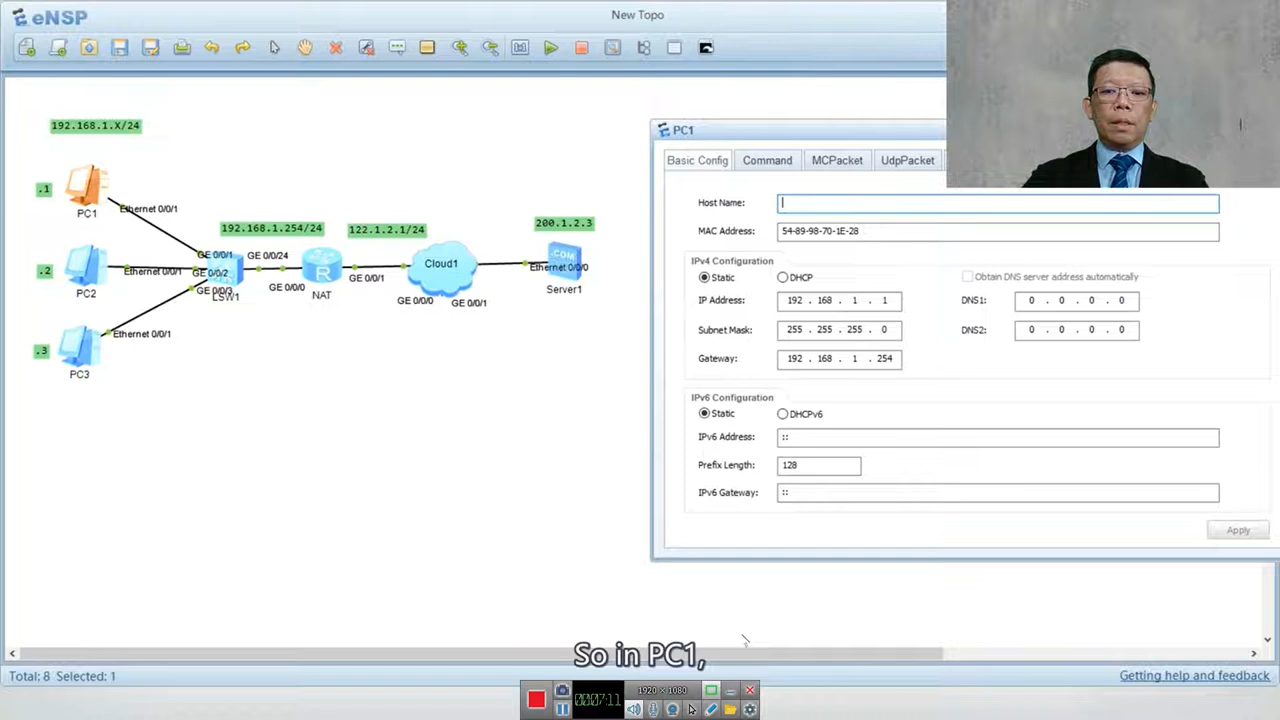 eNSP
New Topo
192.168.1.X/24
.1
PC1
Ethernet 0/0/1
192.168.1.254/24
122.1.2.1/24
200.1.2.3
GE 0/0/1
GE 0/0/24
.2
PC2
Ethernet 0/0/1
GE 0/0/2
GE 0/0/3
LSW1
GE 0/0/0
R
NAT
GE 0/0/1
Cloud1
GE 0/0/0
GE 0/0/1
.COM
Ethernet 0/0/0
Server1
.3
PC3
Ethernet 0/0/1
PC1
Basic Config Command MCPacket UdpPacket
Host Name:
MAC Address: 54-89-98-70-1E-28
IPv4 Configuration
Static DHCP Obtain DNS server address automatically
IP Address: 192 . 168 . 1 . 1 DNS1: 0 . 0 . 0 . 0
Subnet Mask: 255 . 255 . 255 . 0 DNS2: 0 . 0 . 0 . 0
Gateway: 192 . 168 . 1 . 254
IPv6 Configuration
Static DHCPv6
IPv6 Address: ::
Prefix Length: 128
IPv6 Gateway: ::
Apply
So in PC1,
Total: 8 Selected: 1
Getting help and feedback
1920 × 1080
00:07:11